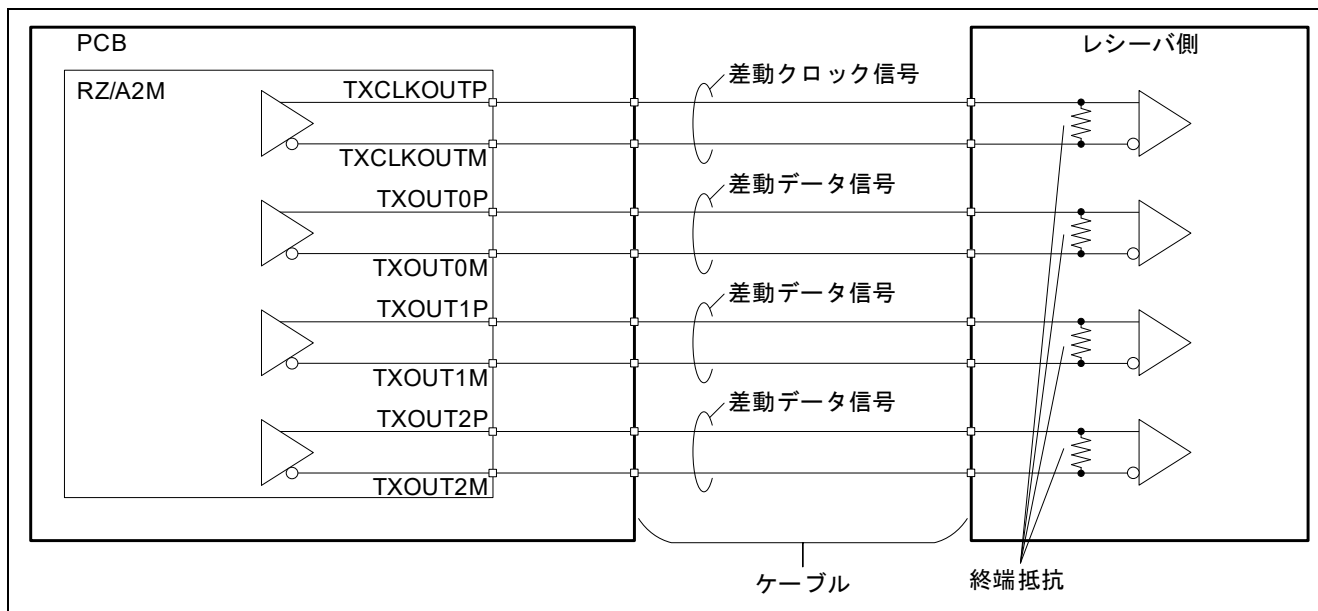 PCB
RZ/A2M
TXCLKOUTP
TXCLKOUTM
TXOUT0P
TXOUT0M
TXOUT1P
TXOUT1M
TXOUT2P
TXOUT2M
差動クロック信号
差動データ信号
差動データ信号
差動データ信号
ケーブル
レシーバ側
終端抵抗